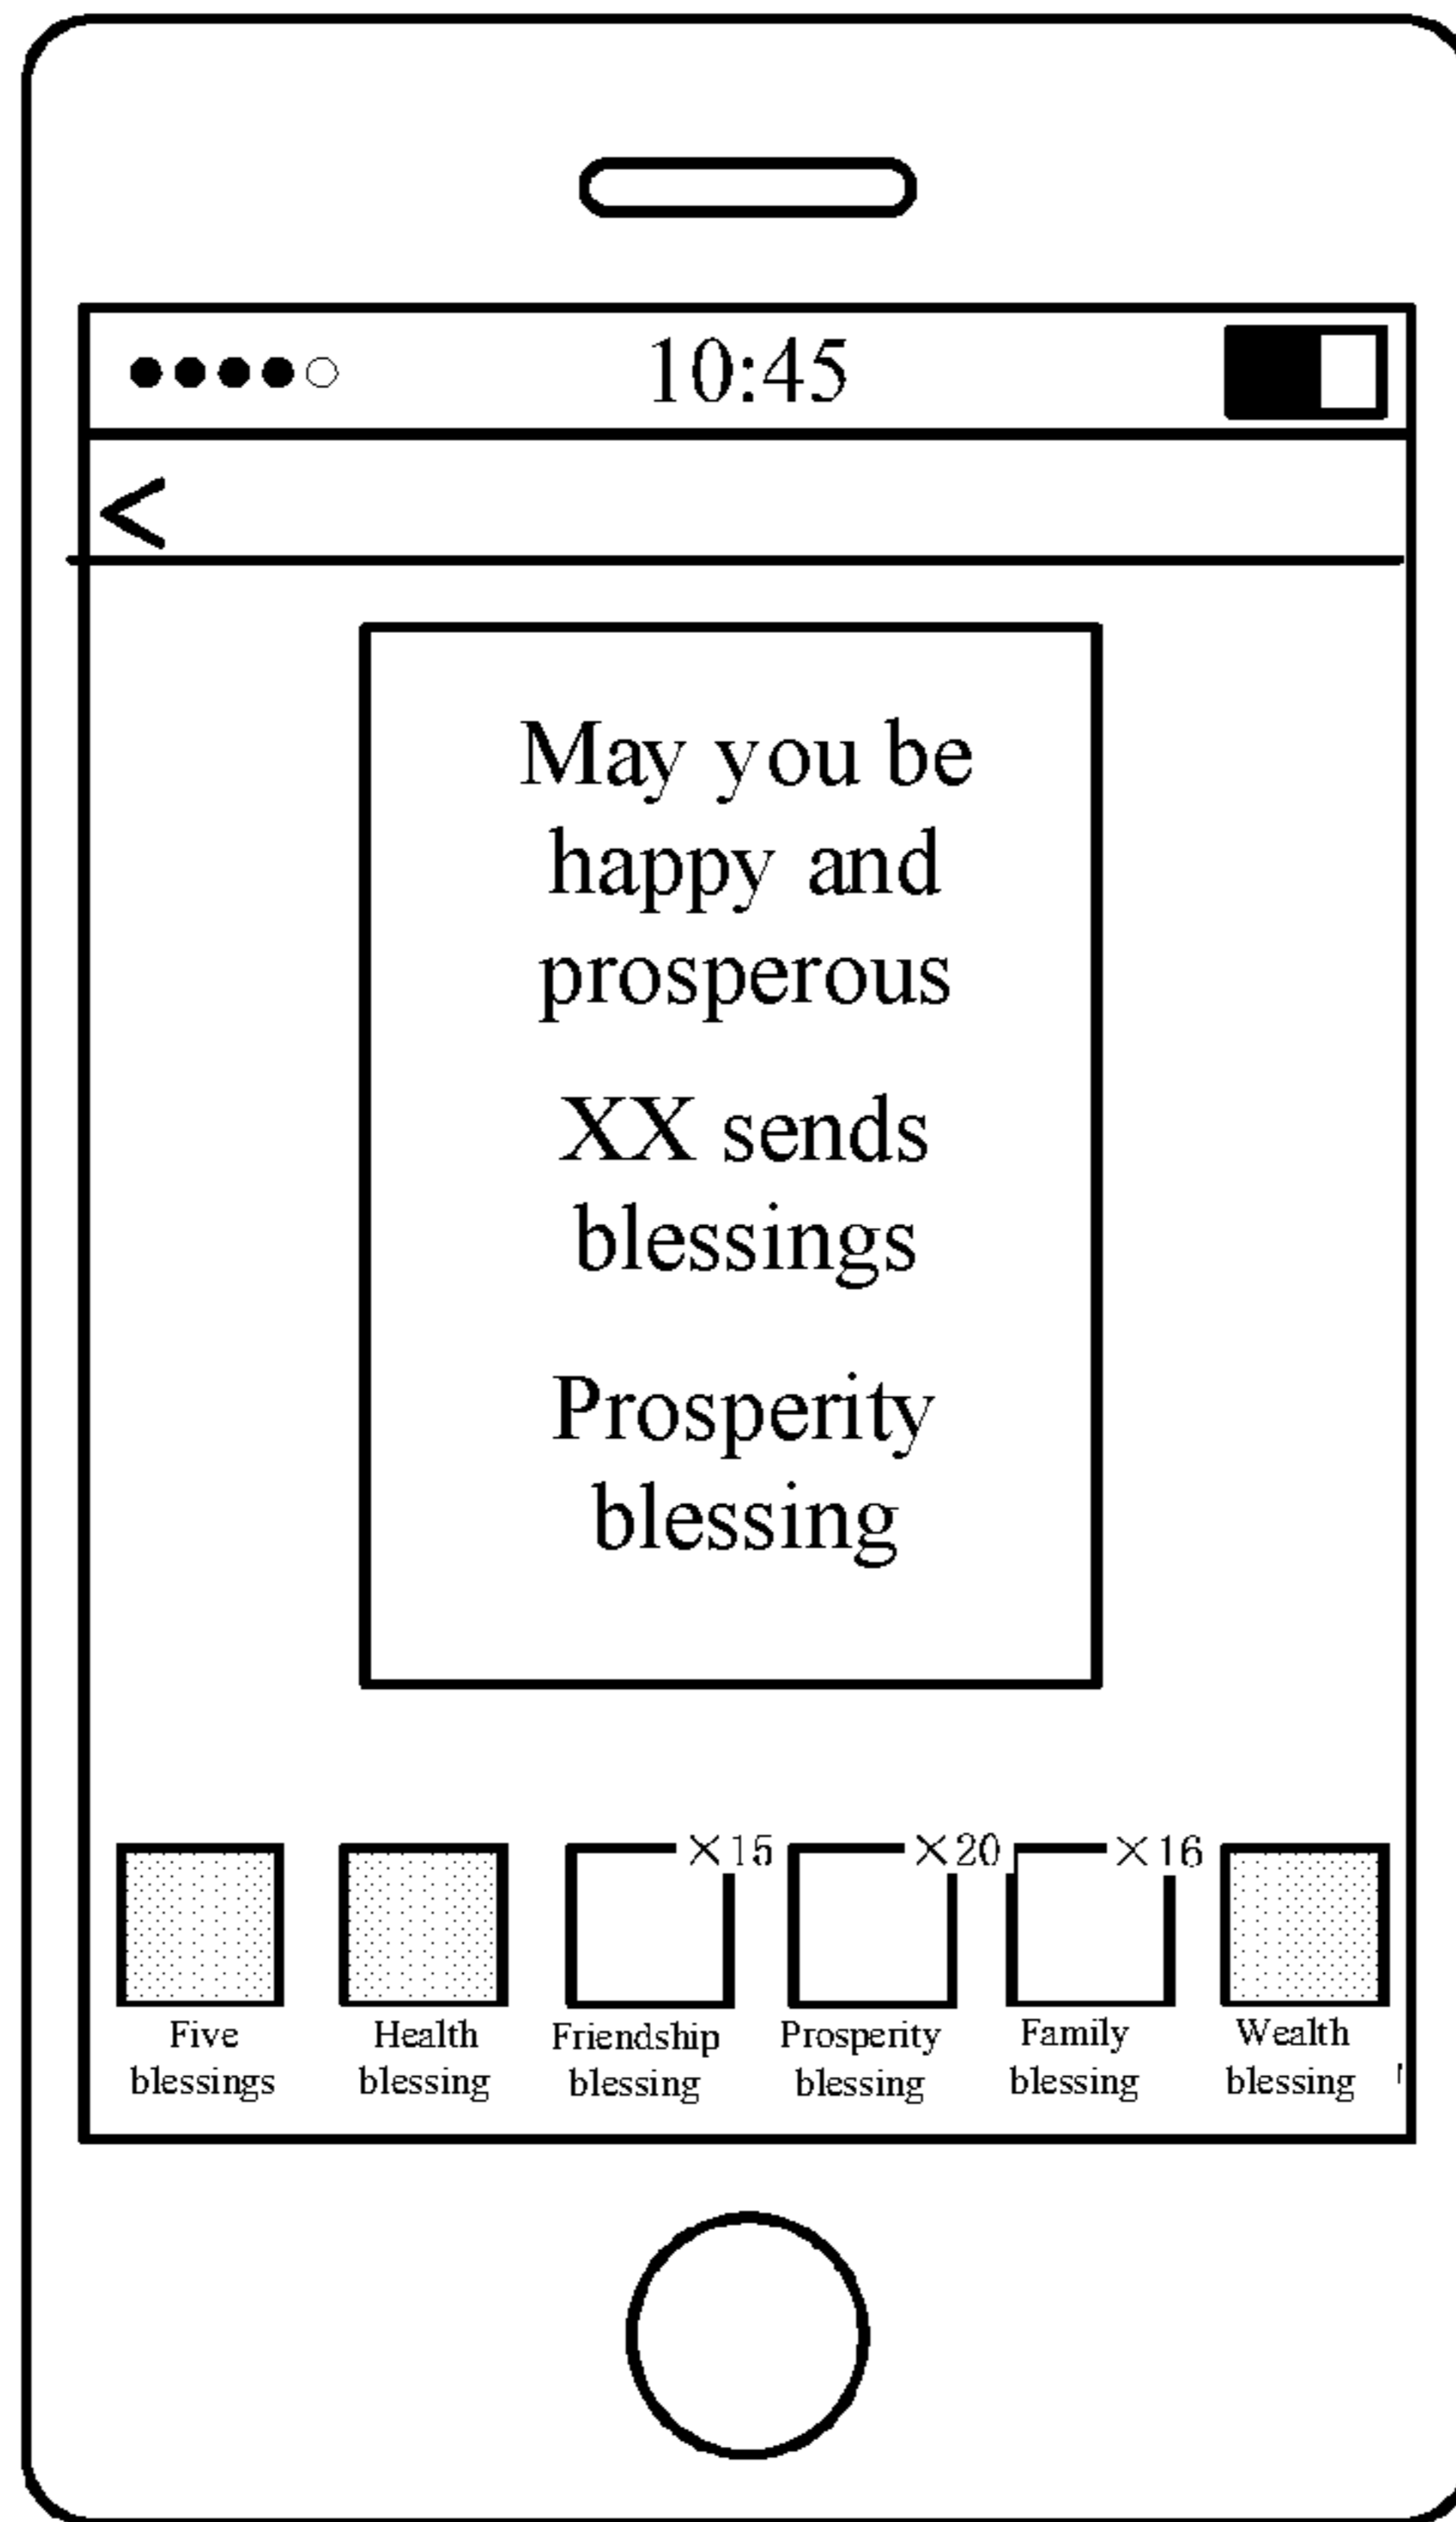 10:45
<
May you be
happy and
prosperous
XX sends
blessings
Prosperity
blessing
×15 ×20 ×16
Five Health Friendship Prosperity Family Wealth
blessings blessing blessing blessing blessing blessing